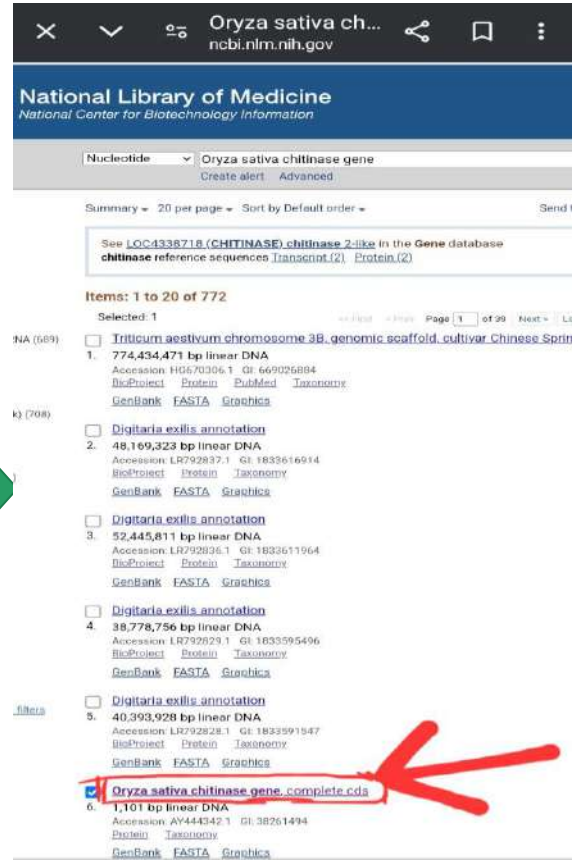 Oryza sativa ch...
ncbi.nlm.nih.gov
National Library of Medicine
National Center for Biotechnology Information
Nucleotide Oryza sativa chitinase gene
Create alert Advanced
Summary 20 per page Sort by Default order Send
See LOC4338718 (CHITINASE) chitinase 2-like in the Gene database
chitinase reference sequences Transcript (2) Protein (2)
Items: 1 to 20 of 772
Selected: 1
<< First < Prev Page 1 of 39 Next >
RNA (689)
Triticum aestivum chromosome 3B, genomic scaffold, cultivar Chinese Sprin
1. 774,434,471 bp linear DNA
Accession: HG670306.1 GI: 669026884
BioProject Protein PubMed Taxonomy
GenBank FASTA Graphics
k) (708)
Digitaria exilis annotation
2. 48,169,323 bp linear DNA
Accession: LR792837.1 GI: 1833616914
BioProject Protein Taxonomy
GenBank FASTA Graphics
Digitaria exilis annotation
3. 52,445,811 bp linear DNA
Accession: LR792836.1 GI: 1833611964
BioProject Protein Taxonomy
GenBank FASTA Graphics
Digitaria exilis annotation
4. 38,778,756 bp linear DNA
Accession: LR792829.1 GI: 1833595496
BioProject Protein Taxonomy
GenBank FASTA Graphics
filters
Digitaria exilis annotation
5. 40,393,928 bp linear DNA
Accession: LR792828.1 GI: 1833591547
BioProject Protein Taxonomy
GenBank FASTA Graphics
Oryza sativa chitinase gene, complete cds
6. 1,101 bp linear DNA
Accession: AY444342.1 GI: 38261494
Protein Taxonomy
GenBank FASTA Graphics